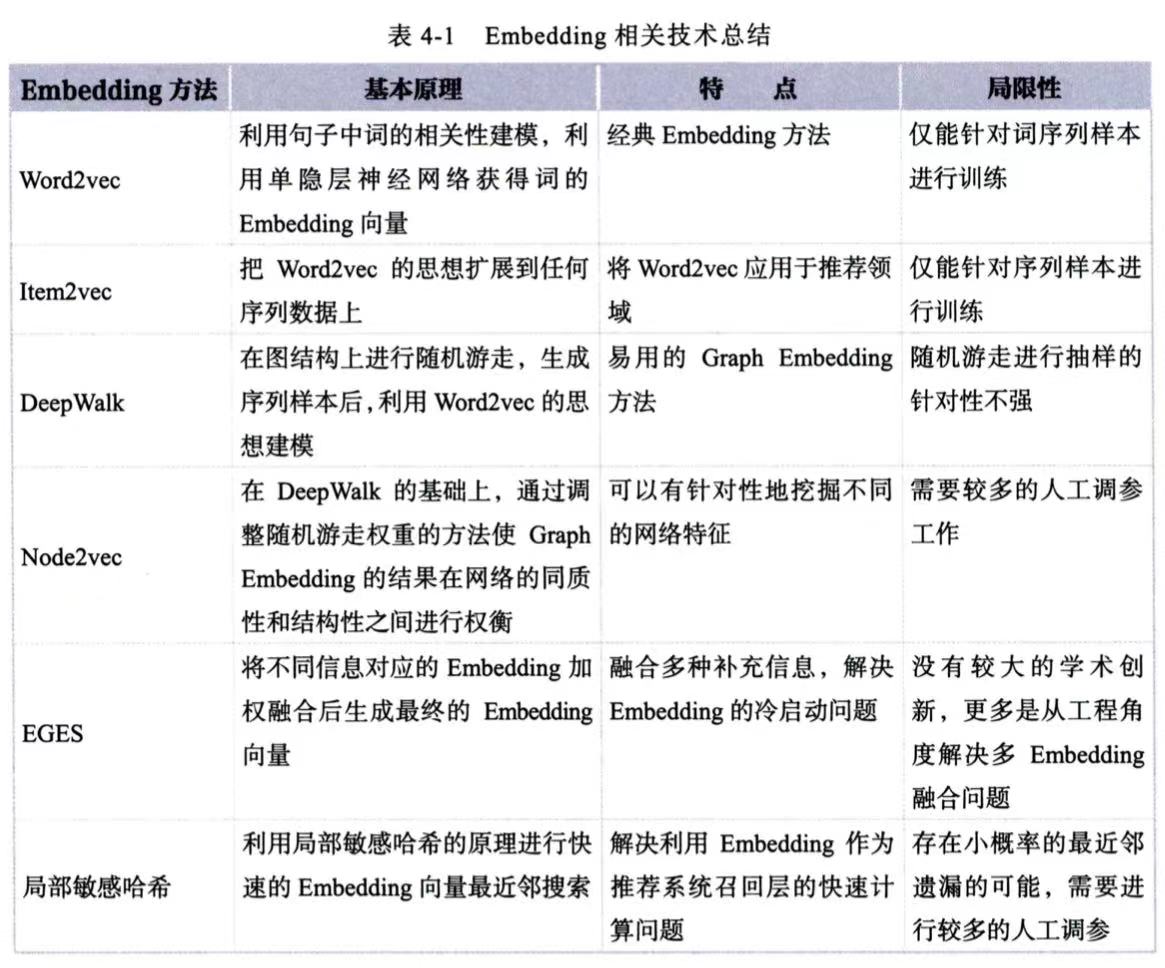 表 4-1 Embedding 相关技术总结
Embedding 方法 基本原理 特 点 局限性
Word2vec
利用句子中词的相关性建模，利
用单隐层神经网络获得词的
Embedding 向量
经典 Embedding 方法
仅能针对词序列样本
进行训练
Item2vec
把 Word2vec 的思想扩展到任何
序列数据上
将 Word2vec 应用于推荐领
域
仅能针对序列样本进
行训练
DeepWalk
在图结构上进行随机游走，生成
序列样本后，利用 Word2vec 的思
想建模
易用的 Graph Embedding
方法
随机游走进行抽样的
针对性不强
Node2vec
在 DeepWalk 的基础上，通过调
整随机游走权重的方法使 Graph
Embedding 的结果在网络的同质
性和结构性之间进行权衡
可以有针对性地挖掘不同
的网络特征
需要较多的人工调参
工作
EGES
将不同信息对应的 Embedding 加
权融合后生成最终的 Embedding
向量
融合多种补充信息，解决
Embedding 的冷启动问题
没有较大的学术创
新，更多是从工程角
度解决多 Embedding
融合问题
局部敏感哈希
利用局部敏感哈希的原理进行快
速的 Embedding 向量最近邻搜索
解决利用 Embedding 作为
推荐系统召回层的快速计
算问题
存在小概率的最近邻
遗漏的可能，需要进
行较多的人工调参